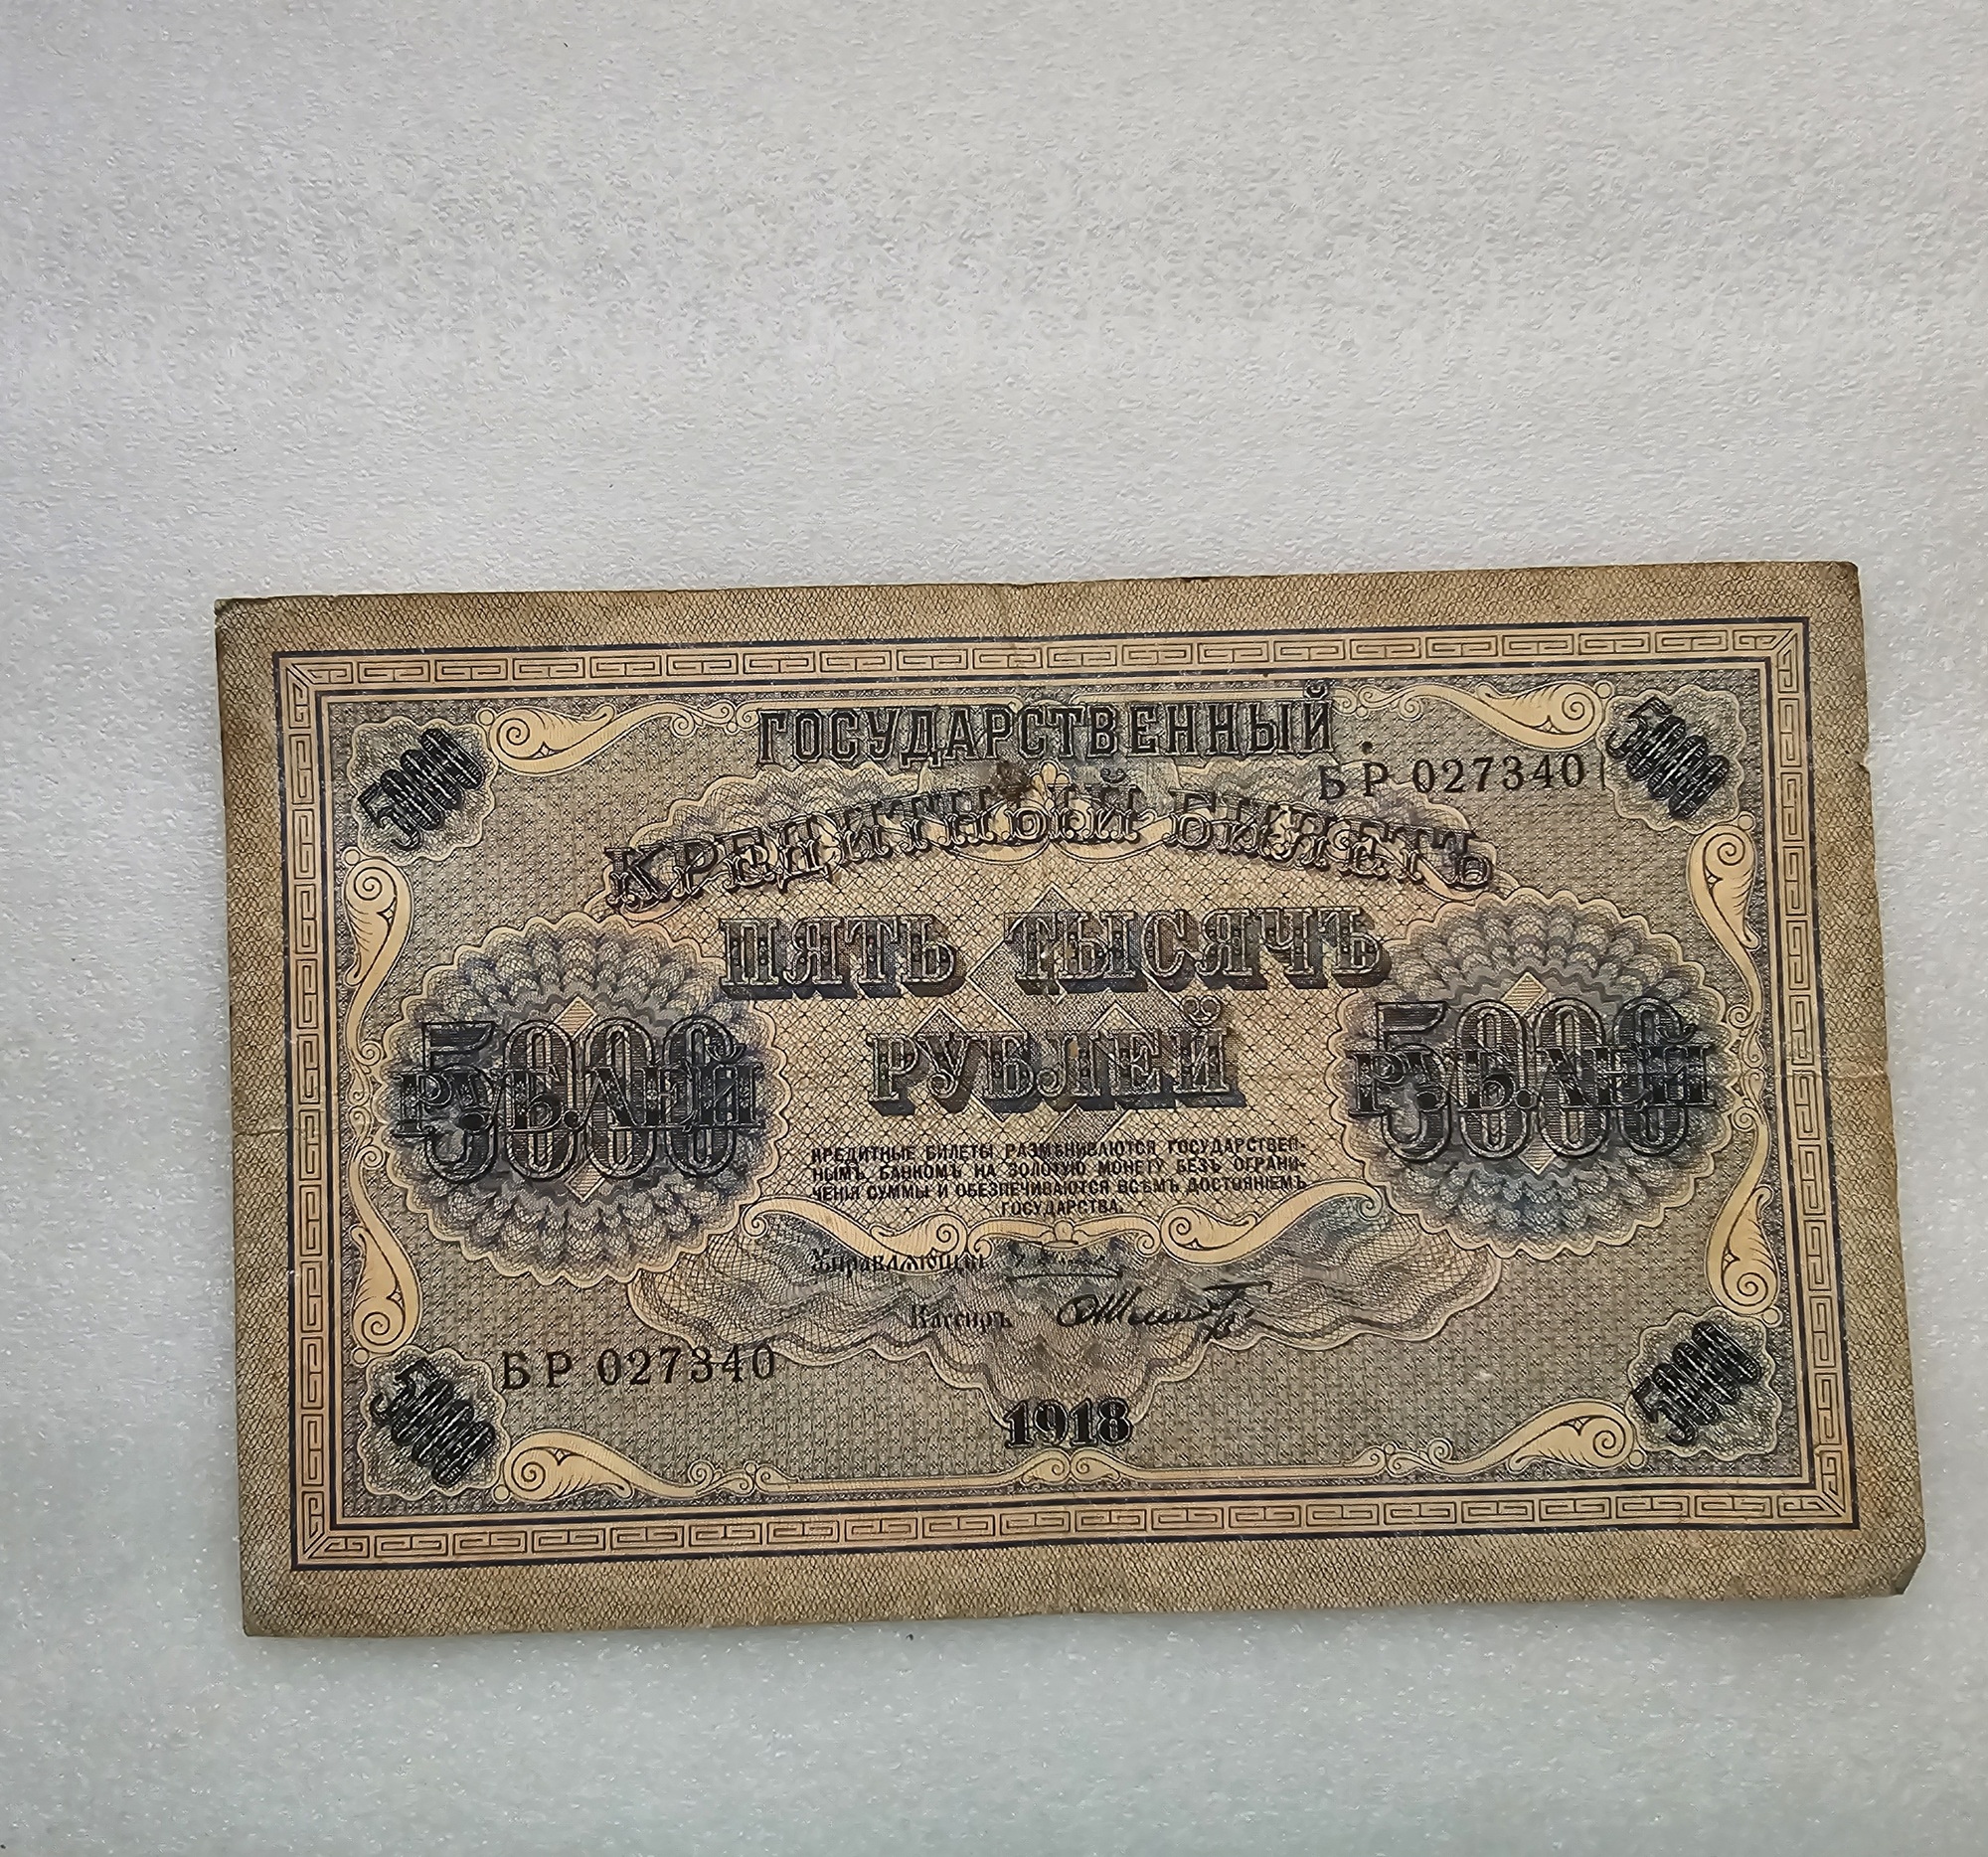 ГОСУДАРСТВЕННЫЙ
5000
5000
БР 027340
КРЕДИТНЫЙ БИЛЕТЪ
ПЯТЬ ТЫСЯЧЪ
РУБЛЕЙ
5000
РУБЛЕЙ
5000
РУБЛЕЙ
КРЕДИТНЫЕ БИЛЕТЫ РАЗМѢНИВАЮТСЯ ГОСУДАРСТВЕН-
НЫМЪ БАНКОМЪ НА ЗОЛОТУЮ МОНЕТУ БЕЗЪ ОГРАНИ-
ЧЕНІЯ СУММЫ И ОБЕЗПЕЧИВАЮТСЯ ВСѢМЪ ДОСТОЯНІЕМЪ
ГОСУДАРСТВА.
Управляющій
Кассиръ
БР 027340
5000
1918
5000